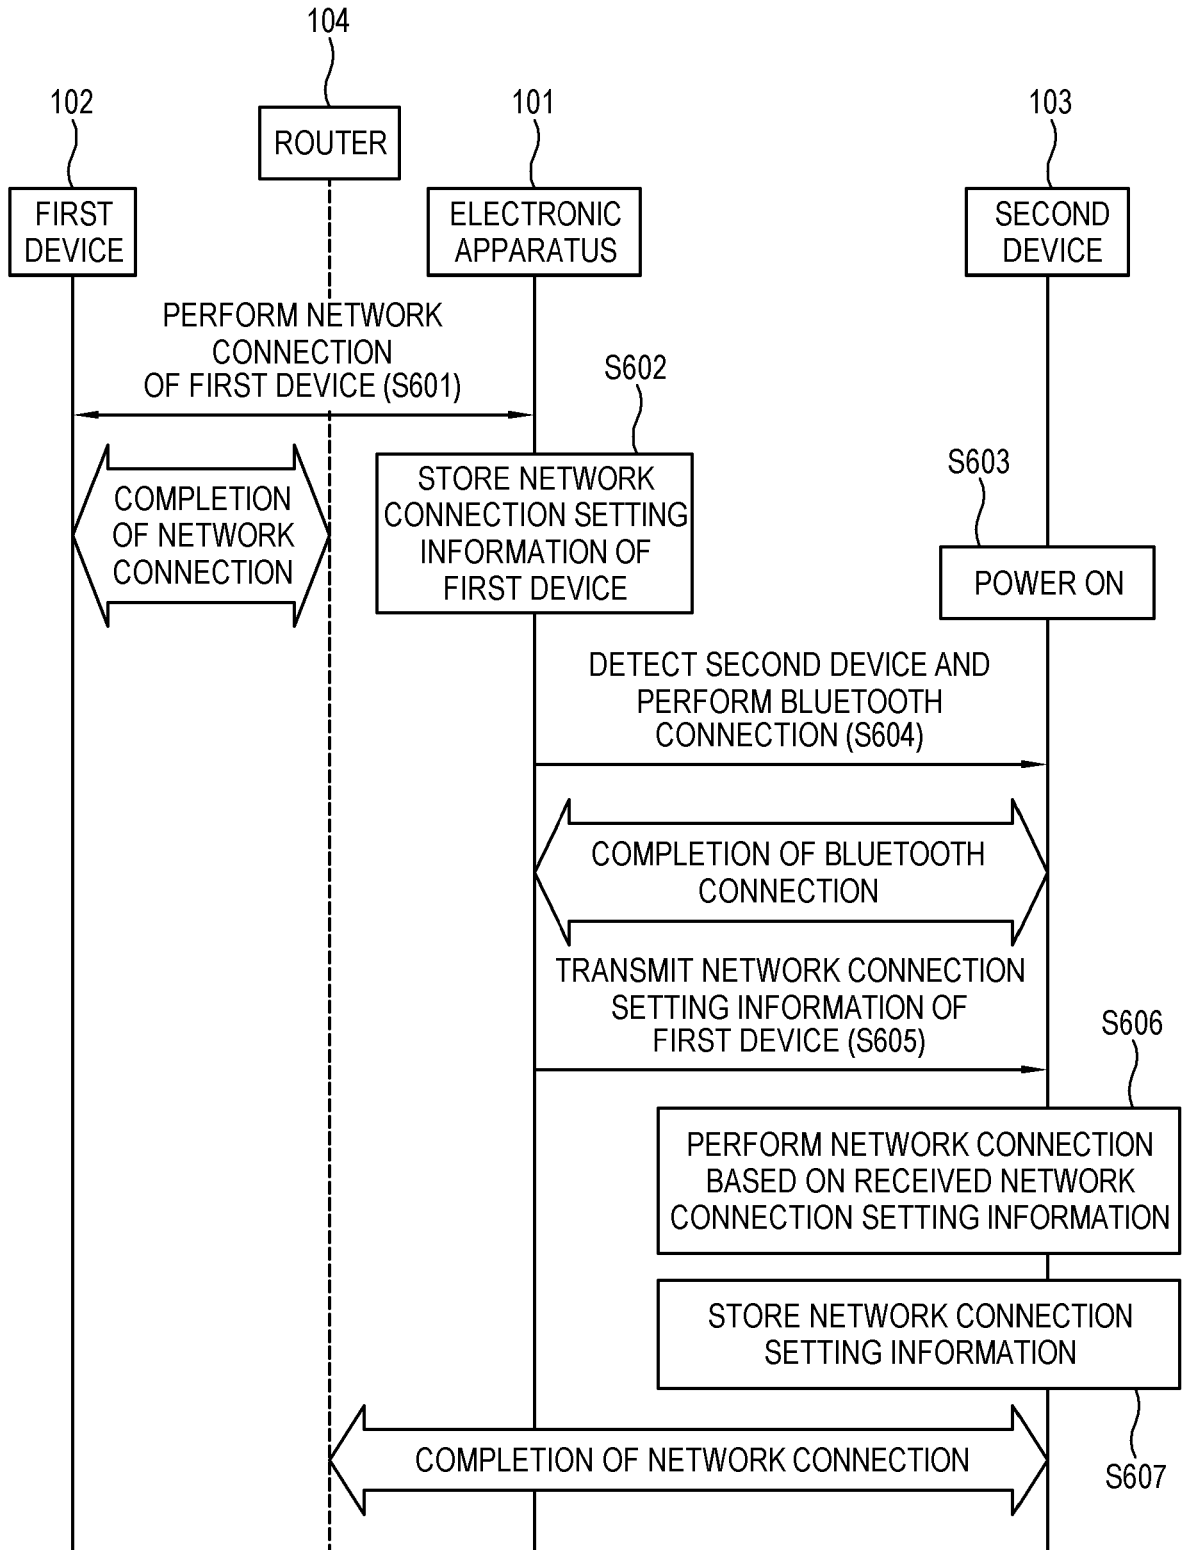 104
102
101
103
ROUTER
FIRST
DEVICE
ELECTRONIC
APPARATUS
SECOND
DEVICE
PERFORM NETWORK
CONNECTION
OF FIRST DEVICE (S601)
S602
COMPLETION
OF NETWORK
CONNECTION
STORE NETWORK
CONNECTION SETTING
INFORMATION OF
FIRST DEVICE
S603
POWER ON
DETECT SECOND DEVICE AND
PERFORM BLUETOOTH
CONNECTION (S604)
COMPLETION OF BLUETOOTH
CONNECTION
TRANSMIT NETWORK CONNECTION
SETTING INFORMATION OF
FIRST DEVICE (S605)
S606
PERFORM NETWORK CONNECTION
BASED ON RECEIVED NETWORK
CONNECTION SETTING INFORMATION
STORE NETWORK CONNECTION
SETTING INFORMATION
COMPLETION OF NETWORK CONNECTION
S607